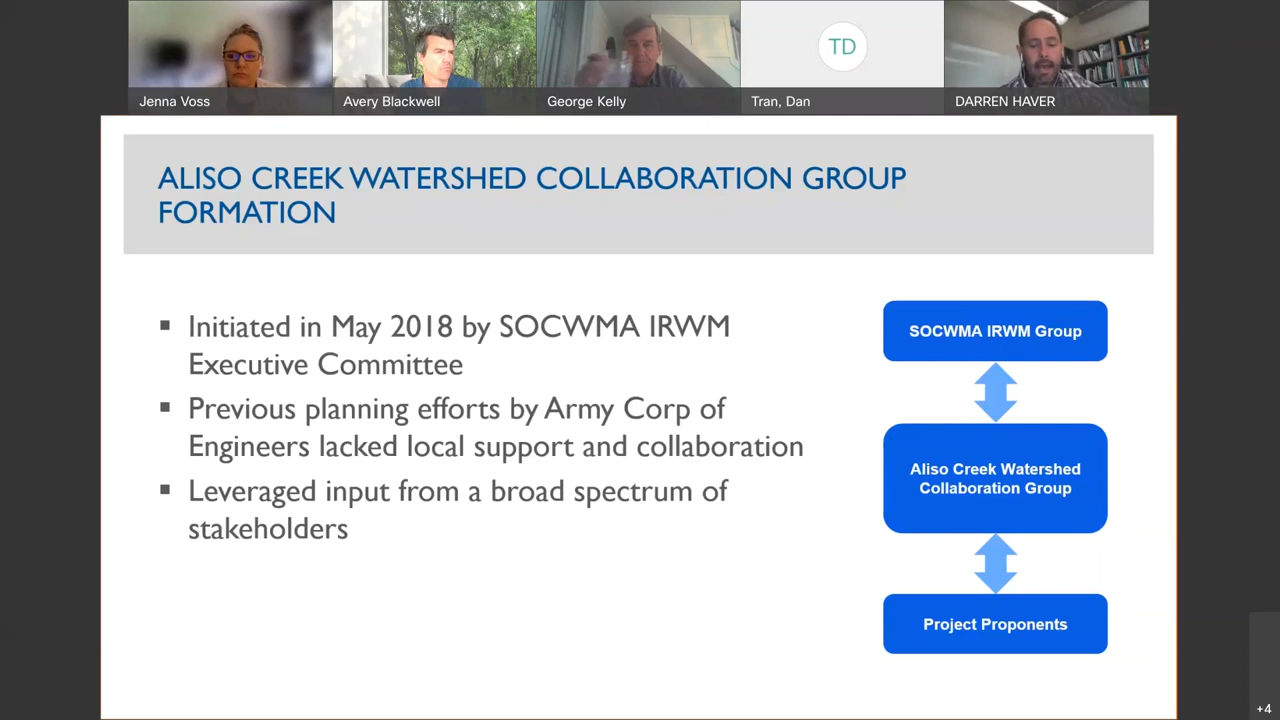 Jenna Voss
Avery Blackwell
George Kelly
TD
Tran, Dan
DARREN HAVER
ALISO CREEK WATERSHED COLLABORATION GROUP
FORMATION
▪ Initiated in May 2018 by SOCWMA IRWM
Executive Committee
▪ Previous planning efforts by Army Corp of
Engineers lacked local support and collaboration
▪ Leveraged input from a broad spectrum of
stakeholders
SOCWMA IRWM Group
Aliso Creek Watershed
Collaboration Group
Project Proponents
+4